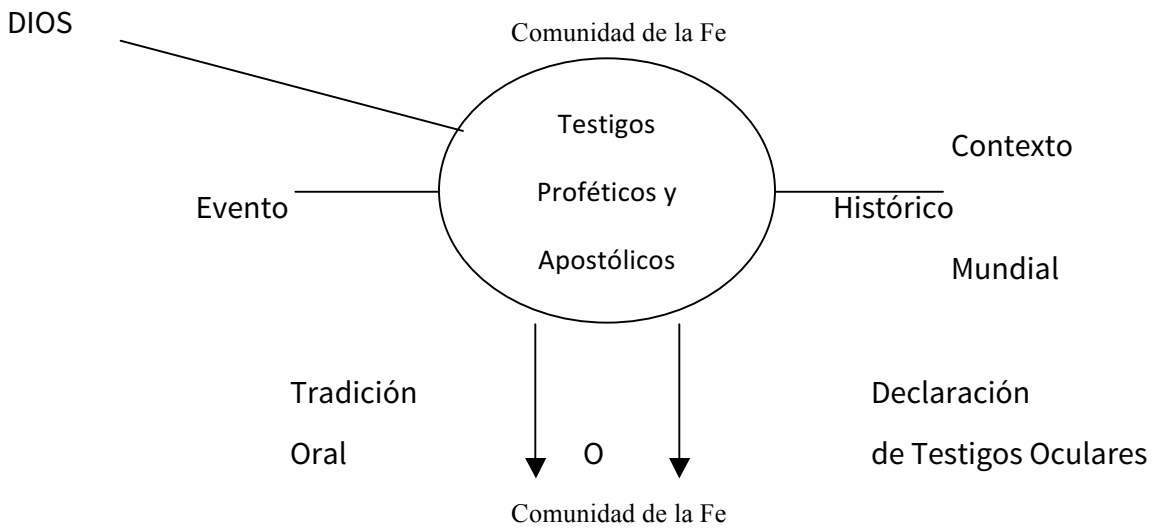 DIOS
Comunidad de la Fe
Testigos
Contexto
Proféticos y
Evento
Histórico
Apostólicos
Mundial
Tradición
Declaración
Oral
O
de Testigos Oculares
Comunidad de la Fe